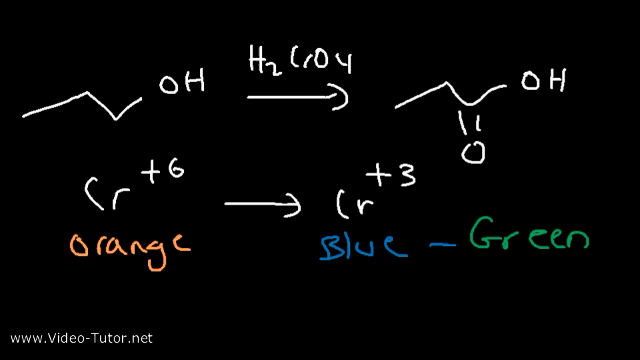 H₂CrO₄
OH OH
O
Cr⁺⁶ Cr⁺³
Orange Blue - Green
www.Video-Tutor.net